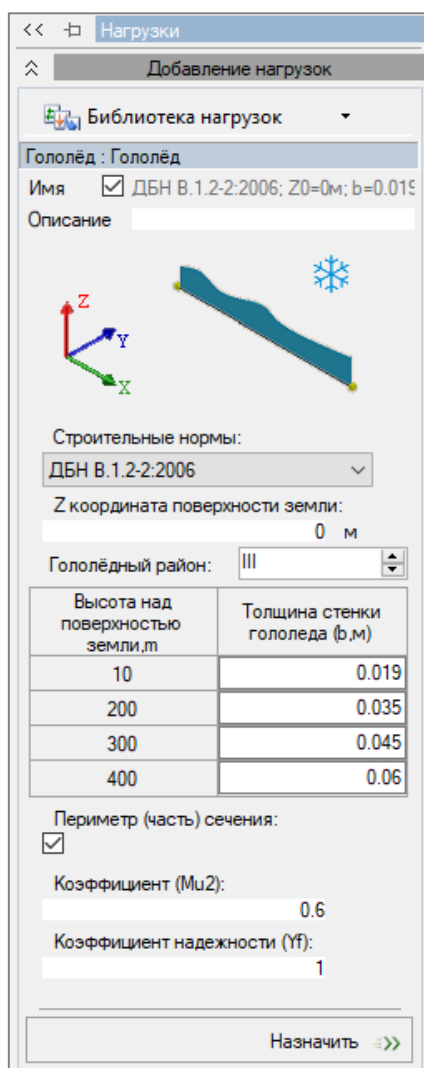 << Нагрузки
Добавление нагрузок
Библиотека нагрузок
Гололёд : Гололёд
Имя ДБН В.1.2-2:2006; Z0=0м; b=0.019
Описание
Z
Y
X
Строительные нормы:
ДБН В.1.2-2:2006
Z координата поверхности земли:
0 м
Гололёдный район: III
Высота над поверхностью земли,m
Толщина стенки гололеда (b,м)
10 0.019
200 0.035
300 0.045
400 0.06
Периметр (часть) сечения:
Коэффициент (Mu2):
0.6
Коэффициент надежности (Yf):
1
Назначить